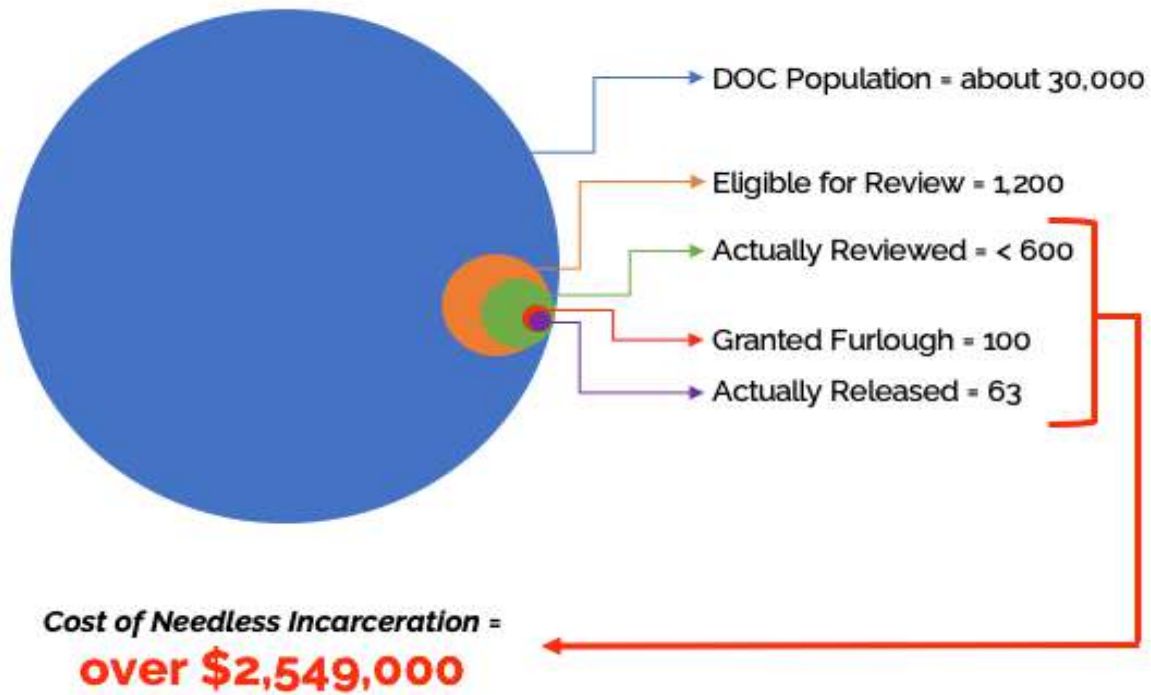 DOC Population = about 30,000
Eligible for Review = 1,200
Actually Reviewed = < 600
Granted Furlough = 100
Actually Released = 63
Cost of Needless Incarceration =
over $2,549,000